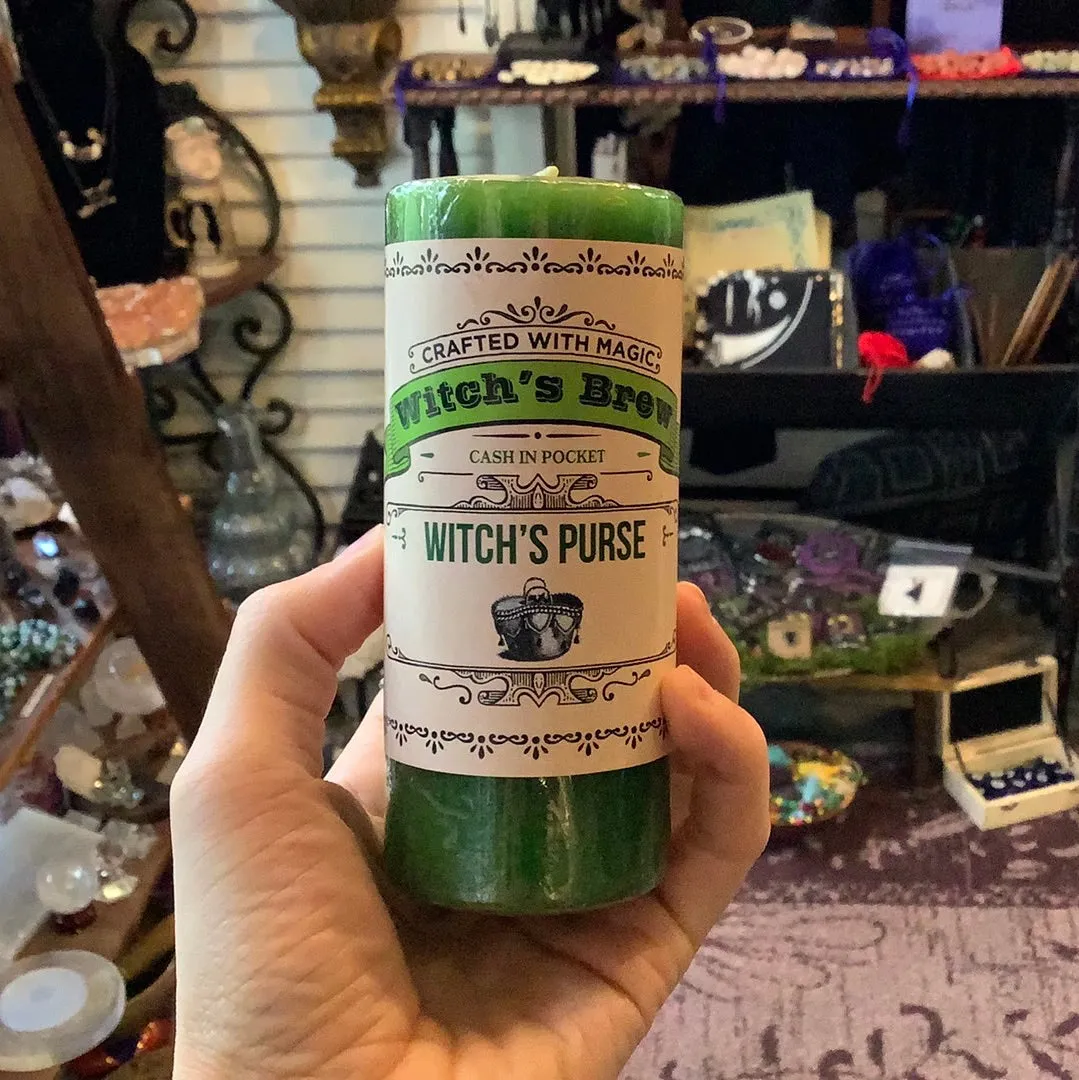 CRAFTED WITH MAGIC
Witch's Brew
CASH IN POCKET
WITCH'S PURSE